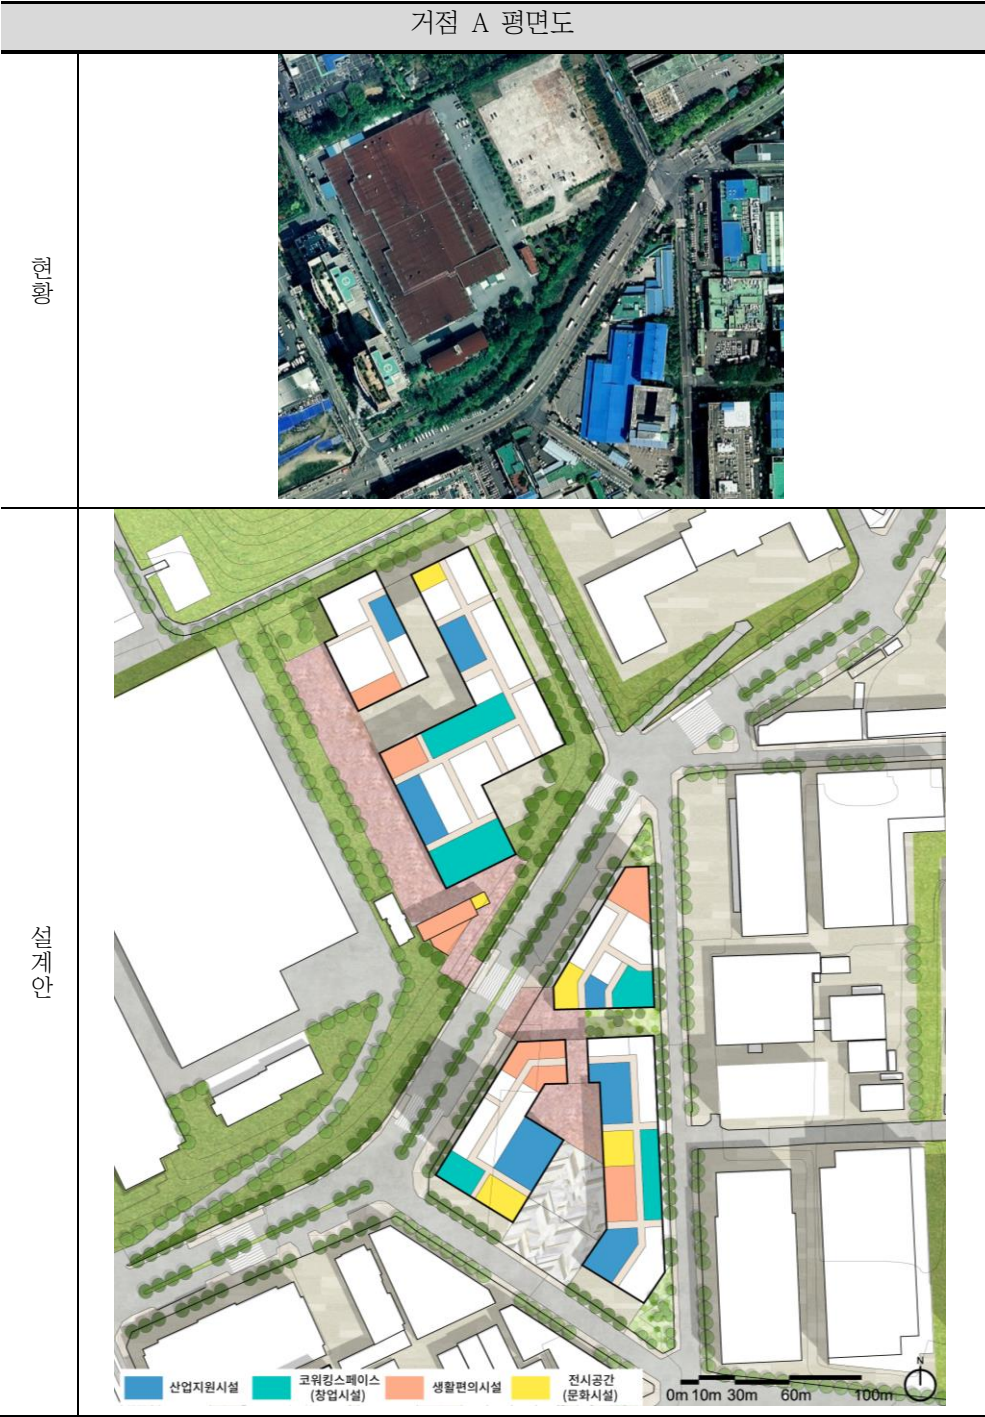 거점 A 평면도
현황
설계안
산업지원시설
코워킹스페이스
(창업시설)
생활편의시설
전시공간
(문화시설)
0m 10m 30m 60m 100m
N